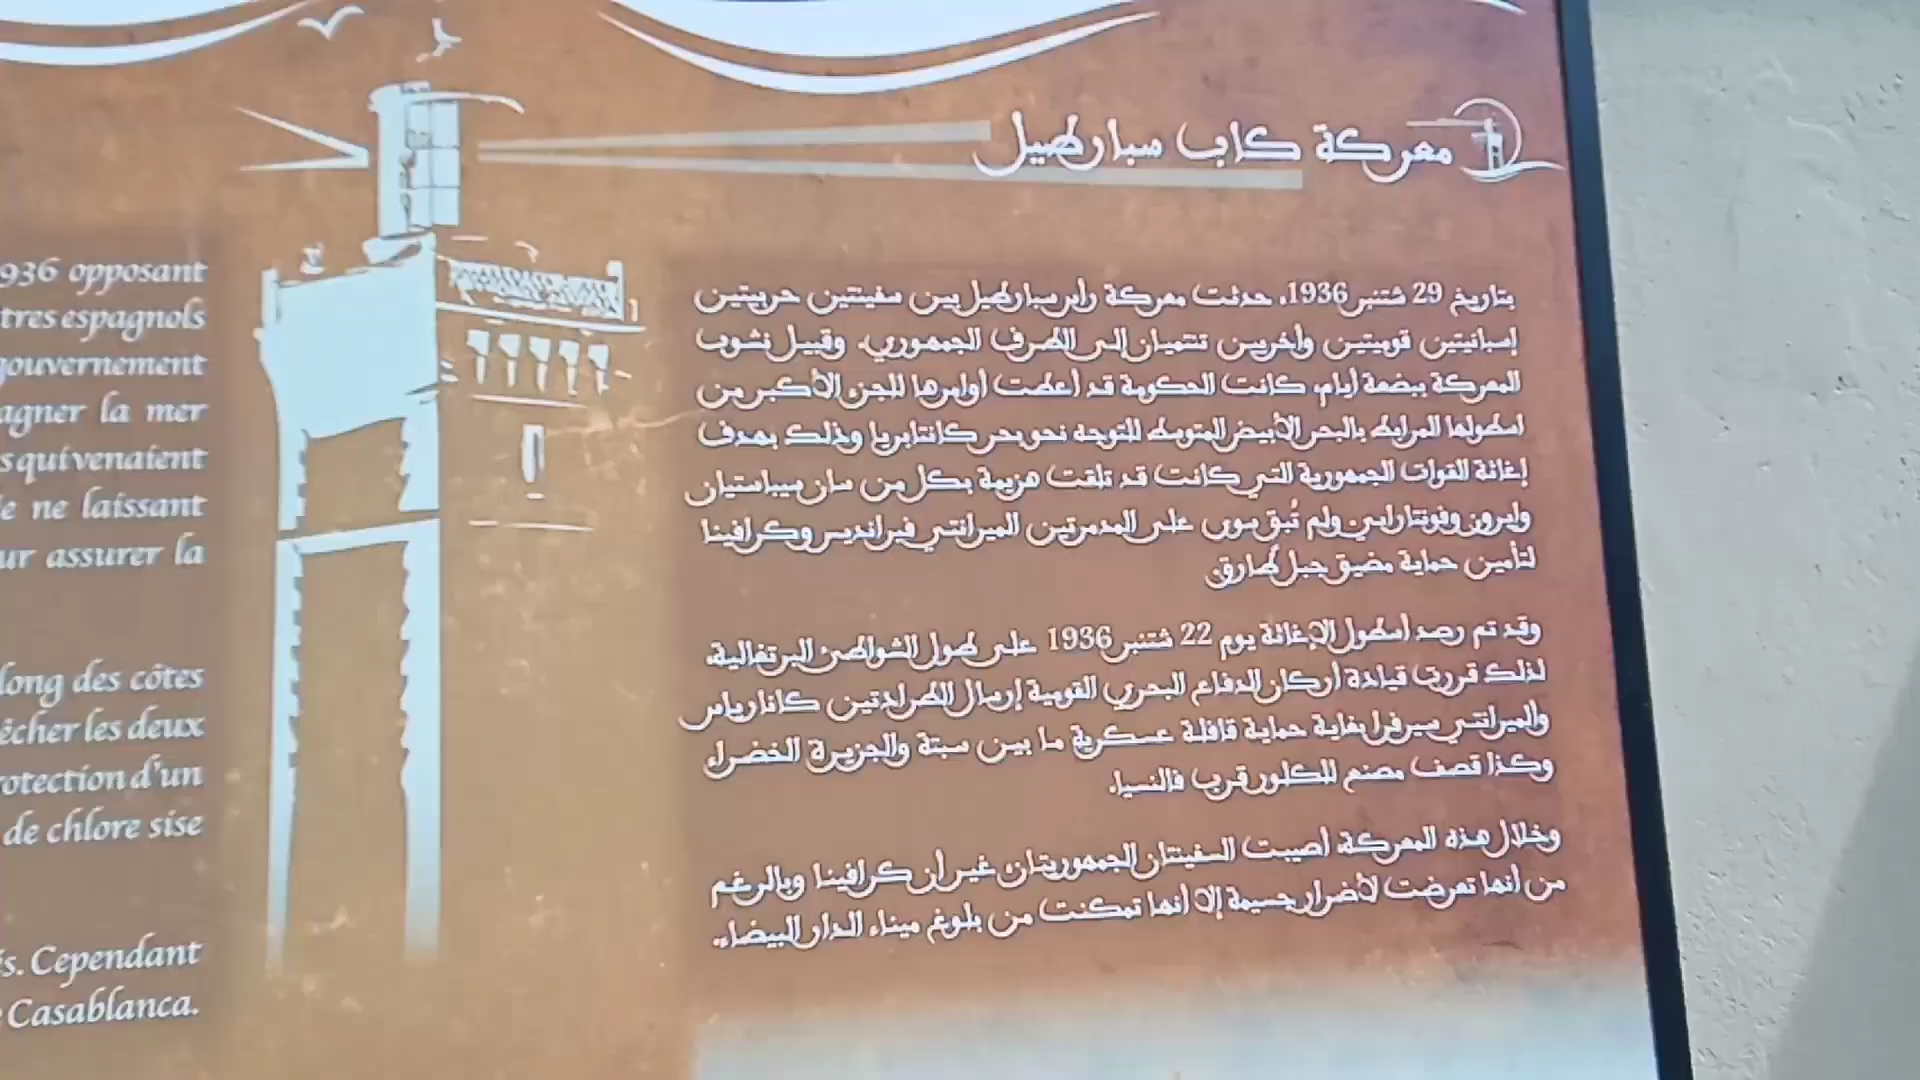 معركة كاب سبارطيل
بتاريخ 29 شتنبر 1936، حدثت معركة رأس سبارطيل بين سفينتين حربيتين
إسبانيتين قوميتين وأخريين تنتميان إلى الطرف الجمهوري. وقبيل نشوب
المعركة ببضعة أيام، كانت الحكومة قد أعطت أوامرها للجزء الأكبر من
اسطولها المرابط بالبحر الأبيض المتوسط للتوجه نحو بحر كانتابريا وذلك بهدف
إغاثة القوات الجمهورية التي كانت قد تلقت هزيمة بكل من سان سيباستيان
وايرون وفونتارابي ولم تُبق سوى على المدمرتين الميرانتي فيرانديس وكرافينا
لتأمين حماية مضيق جبل طارق
وقد تم رصد أسطول الإغاثة يوم 22 شتنبر 1936 على طول الشواطئ البرتغالية،
لذلك قررت قيادة أركان الدفاع البحري القومية إرسال الطرادتين كانارياس
والميرانتي سيرفرا بغاية حماية قافلة عسكرية ما بين سبتة والجزيرة الخضراء
وكذا قصف مصنع للكلور قرب فالنسيا.
وخلال هذه المعركة، أصيبت السفينتان الجمهوريتان غير أن كرافينا وبالرغم
من أنها تعرضت لأضرار جسيمة إلا أنها تمكنت من بلوغ ميناء الدار البيضاء.
936 opposant
tres espagnols
gouvernement
agner la mer
s qui venaient
e ne laissant
ur assurer la
long des côtes
êcher les deux
rotection d'un
de chlore sise
s. Cependant
Casablanca.